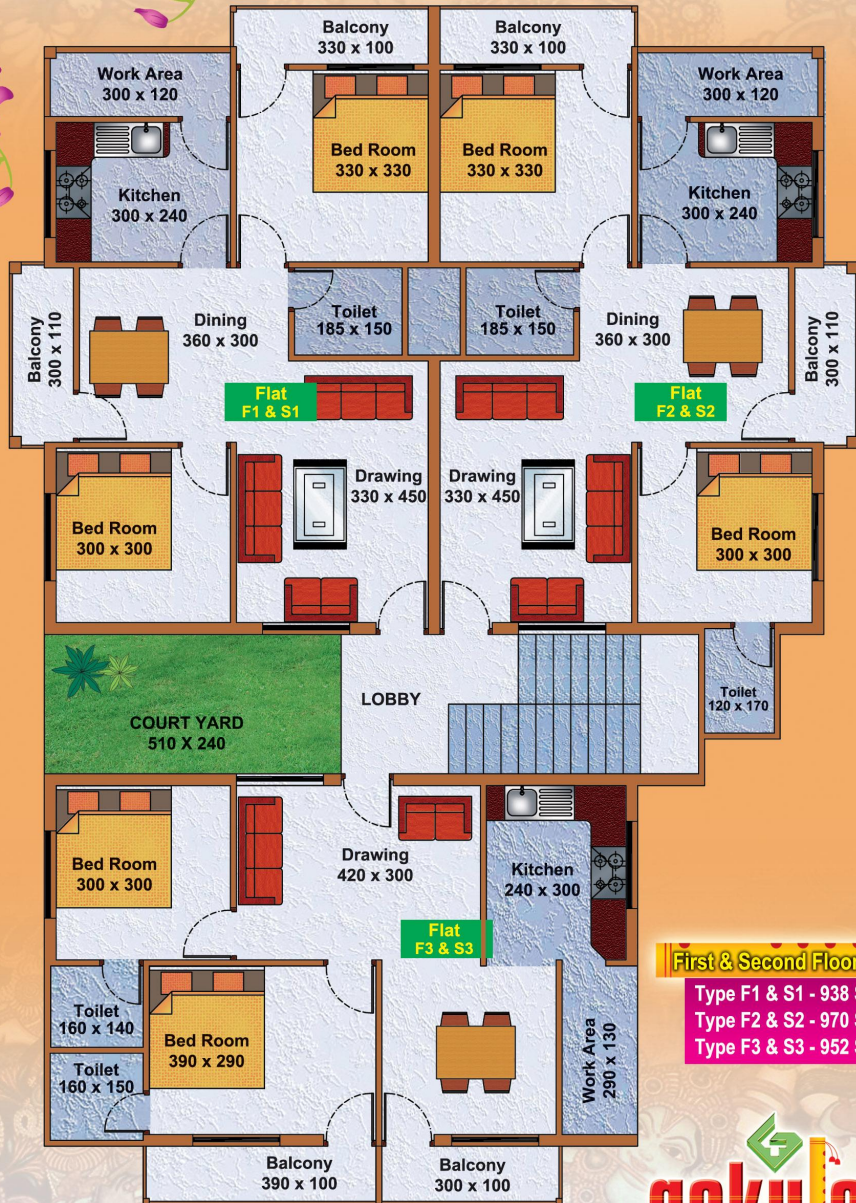 Balcony
330 x 100
Balcony
330 x 100
Work Area
300 x 120
Work Area
300 x 120
Bed Room
330 x 330
Bed Room
330 x 330
Kitchen
300 x 240
Kitchen
300 x 240
Balcony
300 x 110
Dining
360 x 300
Toilet
185 x 150
Toilet
185 x 150
Dining
360 x 300
Balcony
300 x 110
Flat
F1 & S1
Flat
F2 & S2
Drawing
330 x 450
Drawing
330 x 450
Bed Room
300 x 300
Bed Room
300 x 300
LOBBY
COURT YARD
510 X 240
Toilet
120 x 170
Bed Room
300 x 300
Drawing
420 x 300
Kitchen
240 x 300
Flat
F3 & S3
Toilet
160 x 140
Bed Room
390 x 290
Toilet
160 x 150
Work Area
290 x 130
Balcony
390 x 100
Balcony
300 x 100
First & Second Floor
Type F1 & S1 - 938
Type F2 & S2 - 970
Type F3 & S3 - 952